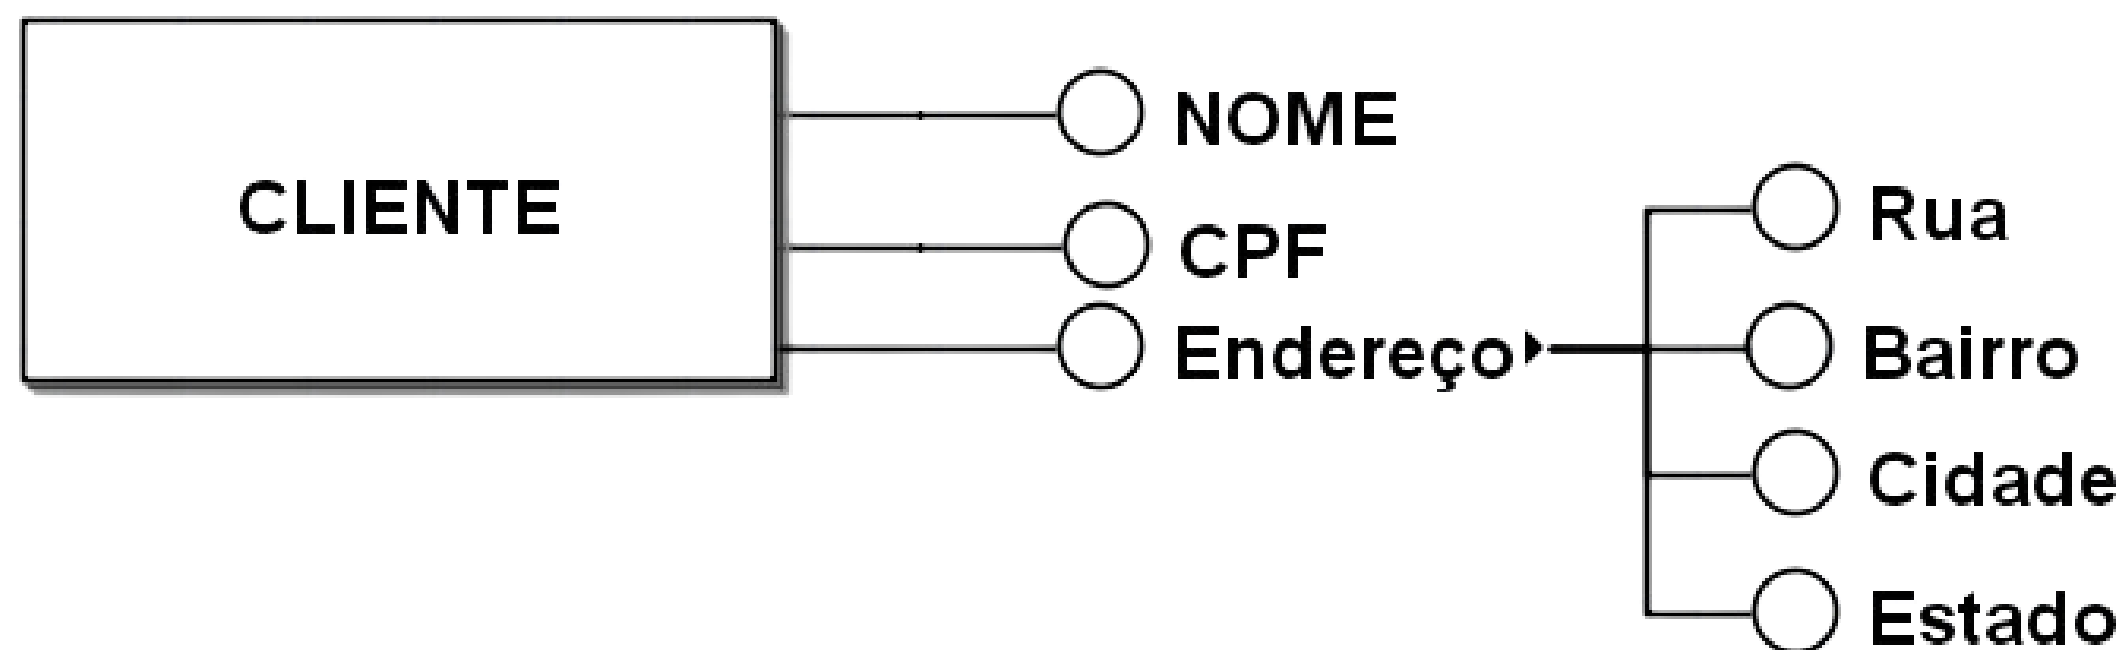 CLIENTE
NOME
CPF
Endereço
Rua
Bairro
Cidade
Estado